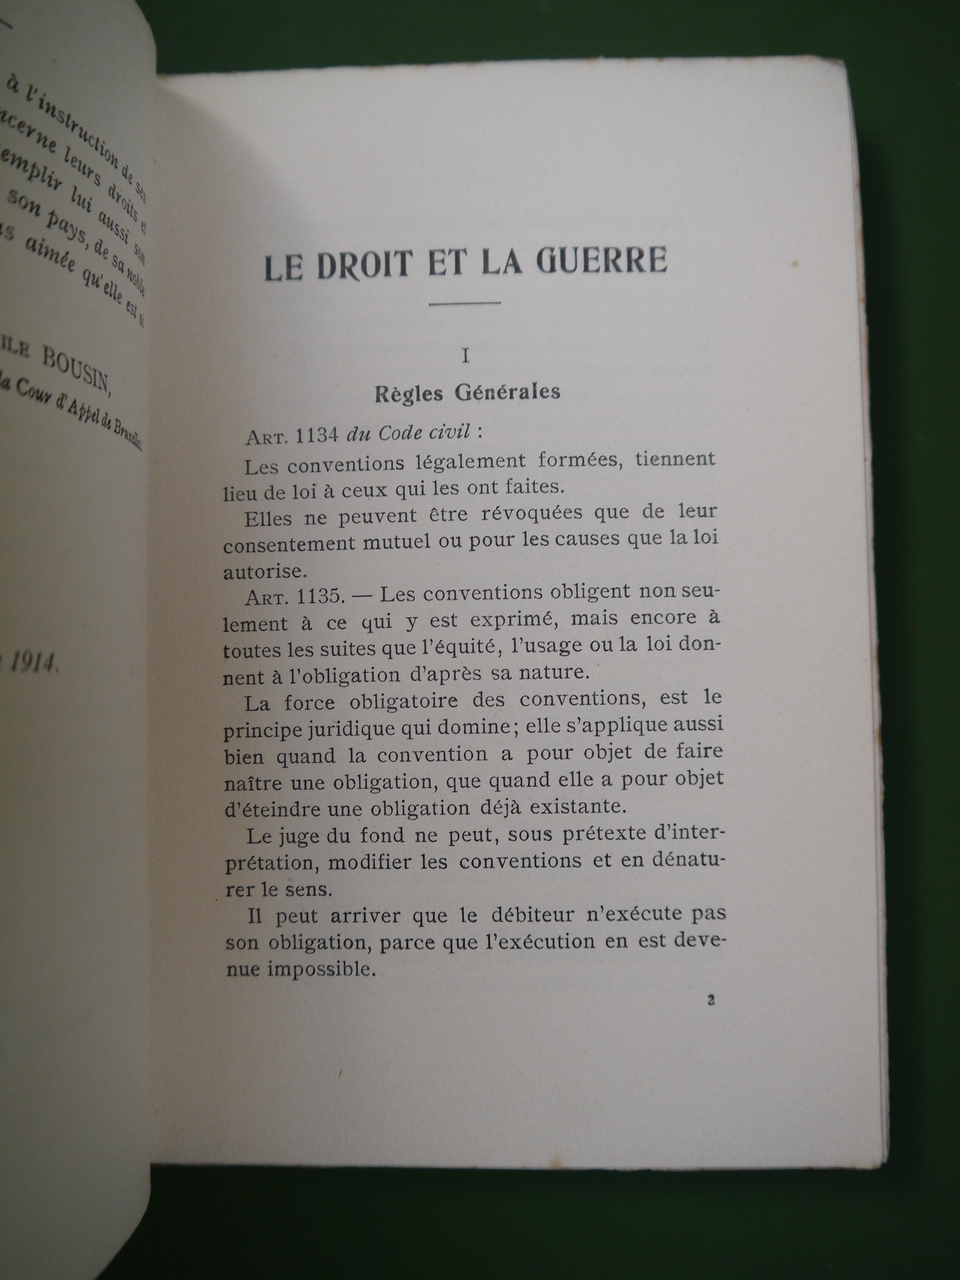 à l'instruction de ses
leurs droits et
lui aussi son
son pays, de sa noble
aimée qu'elle est si
BOUSIN,
la Cour d'Appel de Bruxelles.
1914.
LE DROIT ET LA GUERRE
I
Règles Générales
ART. 1134 du Code civil :
Les conventions légalement formées, tiennent
lieu de loi à ceux qui les ont faites.
Elles ne peuvent être révoquées que de leur
consentement mutuel ou pour les causes que la loi
autorise.
ART. 1135. — Les conventions obligent non seu-
lement à ce qui y est exprimé, mais encore à
toutes les suites que l'équité, l'usage ou la loi don-
nent à l'obligation d'après sa nature.
La force obligatoire des conventions, est le
principe juridique qui domine; elle s'applique aussi
bien quand la convention a pour objet de faire
naître une obligation, que quand elle a pour objet
d'éteindre une obligation déjà existante.
Le juge du fond ne peut, sous prétexte d'inter-
prétation, modifier les conventions et en dénatu-
rer le sens.
Il peut arriver que le débiteur n'exécute pas
son obligation, parce que l'exécution en est deve-
nue impossible.
2